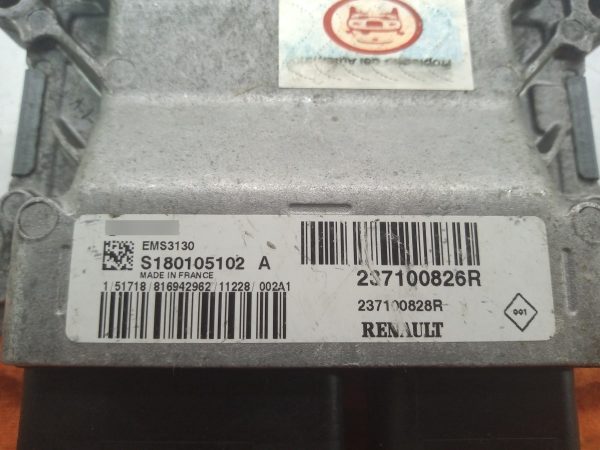 EMS3130
S180105102 A
MADE IN FRANCE
1/51718/816942962/11228/002A1
237100826R
237100828R
RENAULT
001